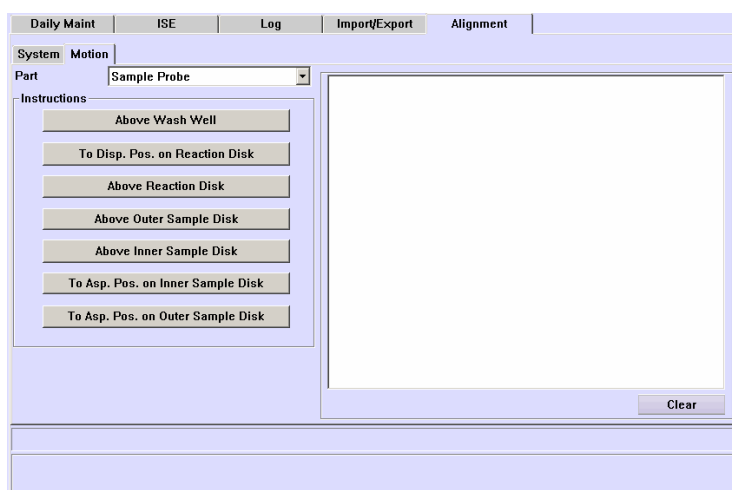 Daily Maint ISE Log Import/Export Alignment
System Motion
Part Sample Probe
Instructions
Above Wash Well
To Disp. Pos. on Reaction Disk
Above Reaction Disk
Above Outer Sample Disk
Above Inner Sample Disk
To Asp. Pos. on Inner Sample Disk
To Asp. Pos. on Outer Sample Disk
Clear